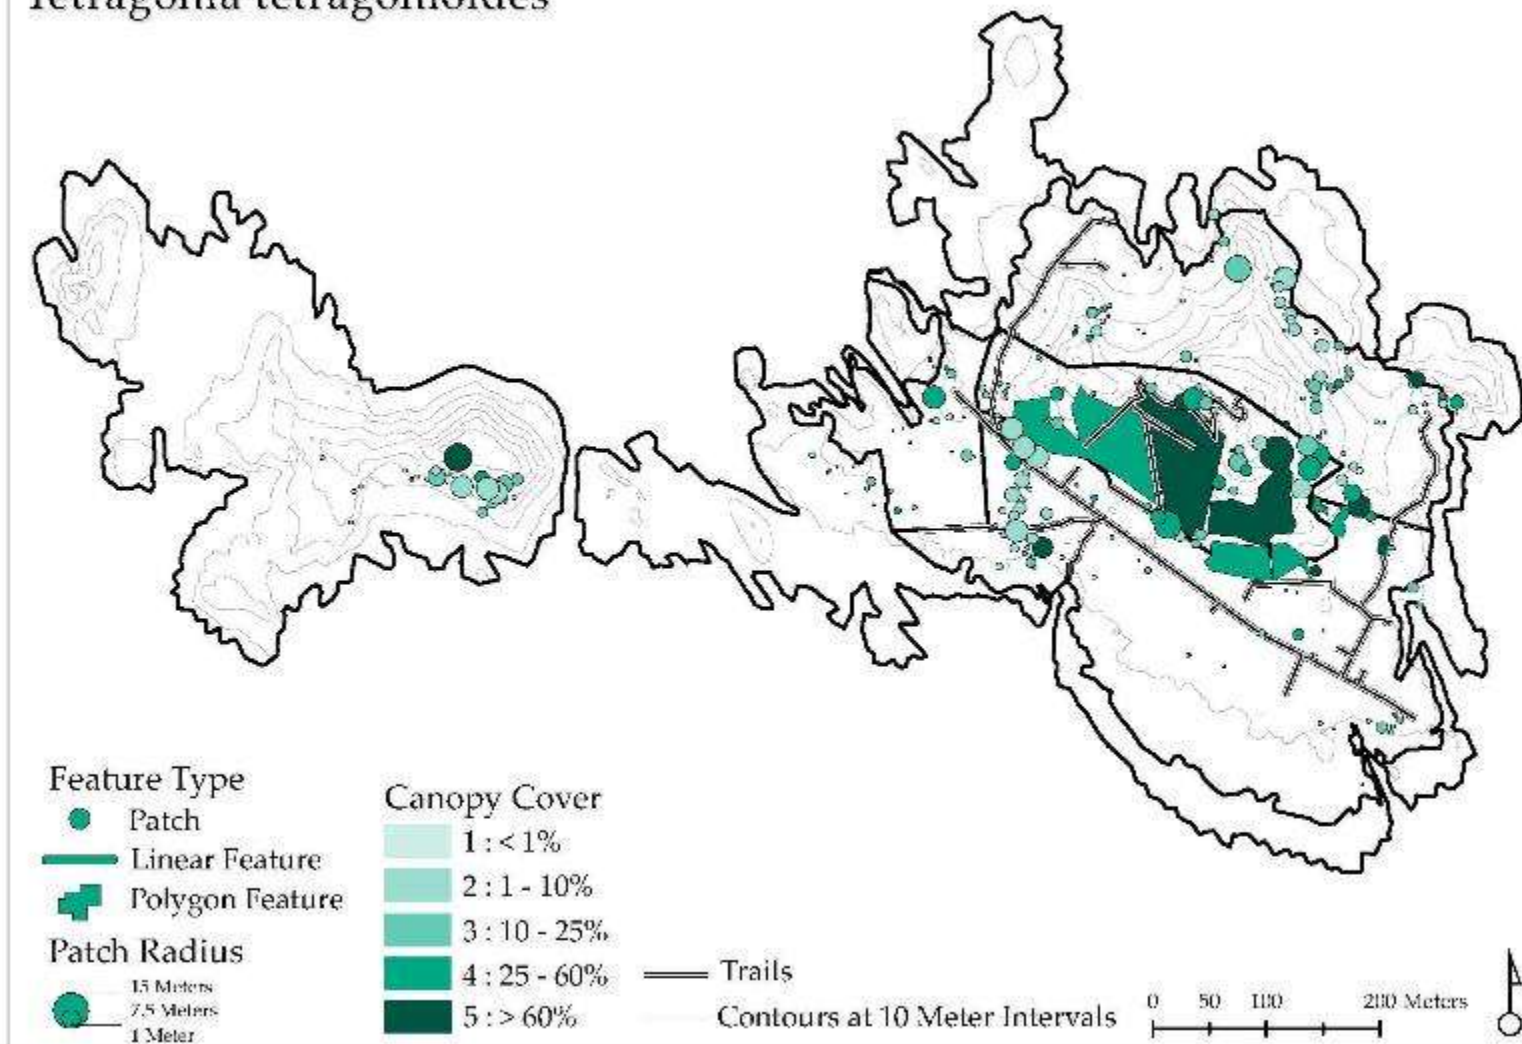 Tetragonia tetragonioides
Feature Type
Patch
Linear Feature
Polygon Feature
Patch Radius
15 Meters
7.5 Meters
1 Meter
Canopy Cover
1 : < 1%
2 : 1 - 10%
3 : 10 - 25%
4 : 25 - 60%
5 : > 60%
Trails
Contours at 10 Meter Intervals
0 50 100 200 Meters